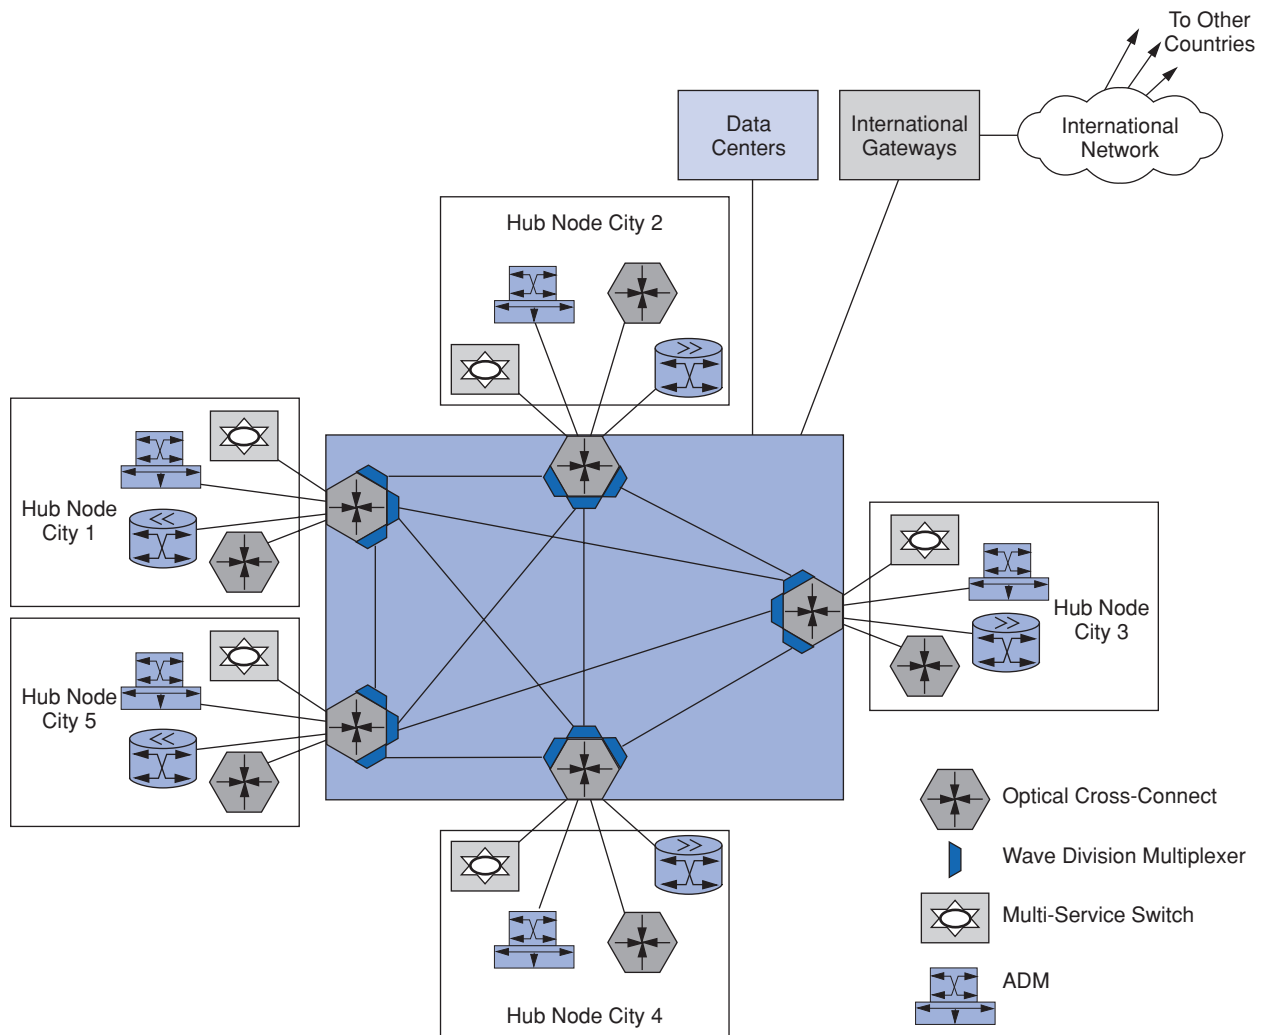 To Other
Countries
Data
Centers
International
Gateways
International
Network
Hub Node City 2
Hub Node
City 1
Hub Node
City 3
Hub Node
City 5
Hub Node City 4
Optical Cross-Connect
Wave Division Multiplexer
Multi-Service Switch
ADM